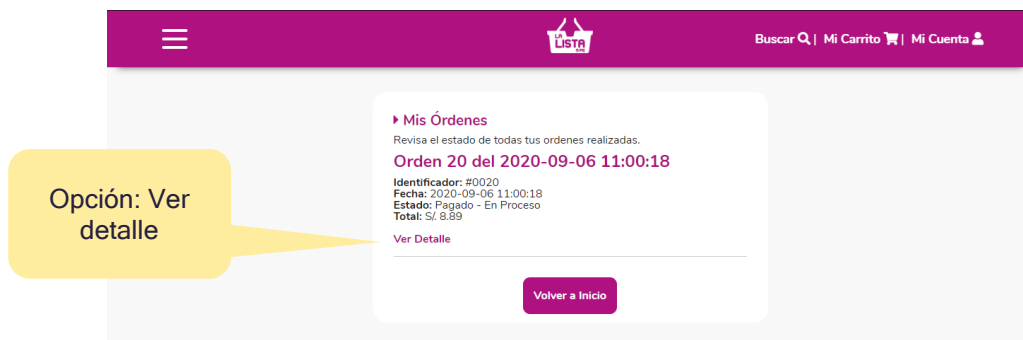 LA
LISTA
Buscar | Mi Carrito | Mi Cuenta
Mis Órdenes
Revisa el estado de todas tus ordenes realizadas.
Orden 20 del 2020-09-06 11:00:18
Identificador: #0020
Fecha: 2020-09-06 11:00:18
Estado: Pagado - En Proceso
Total: S/. 8.89
Ver Detalle
Volver a Inicio
Opción: Ver
detalle